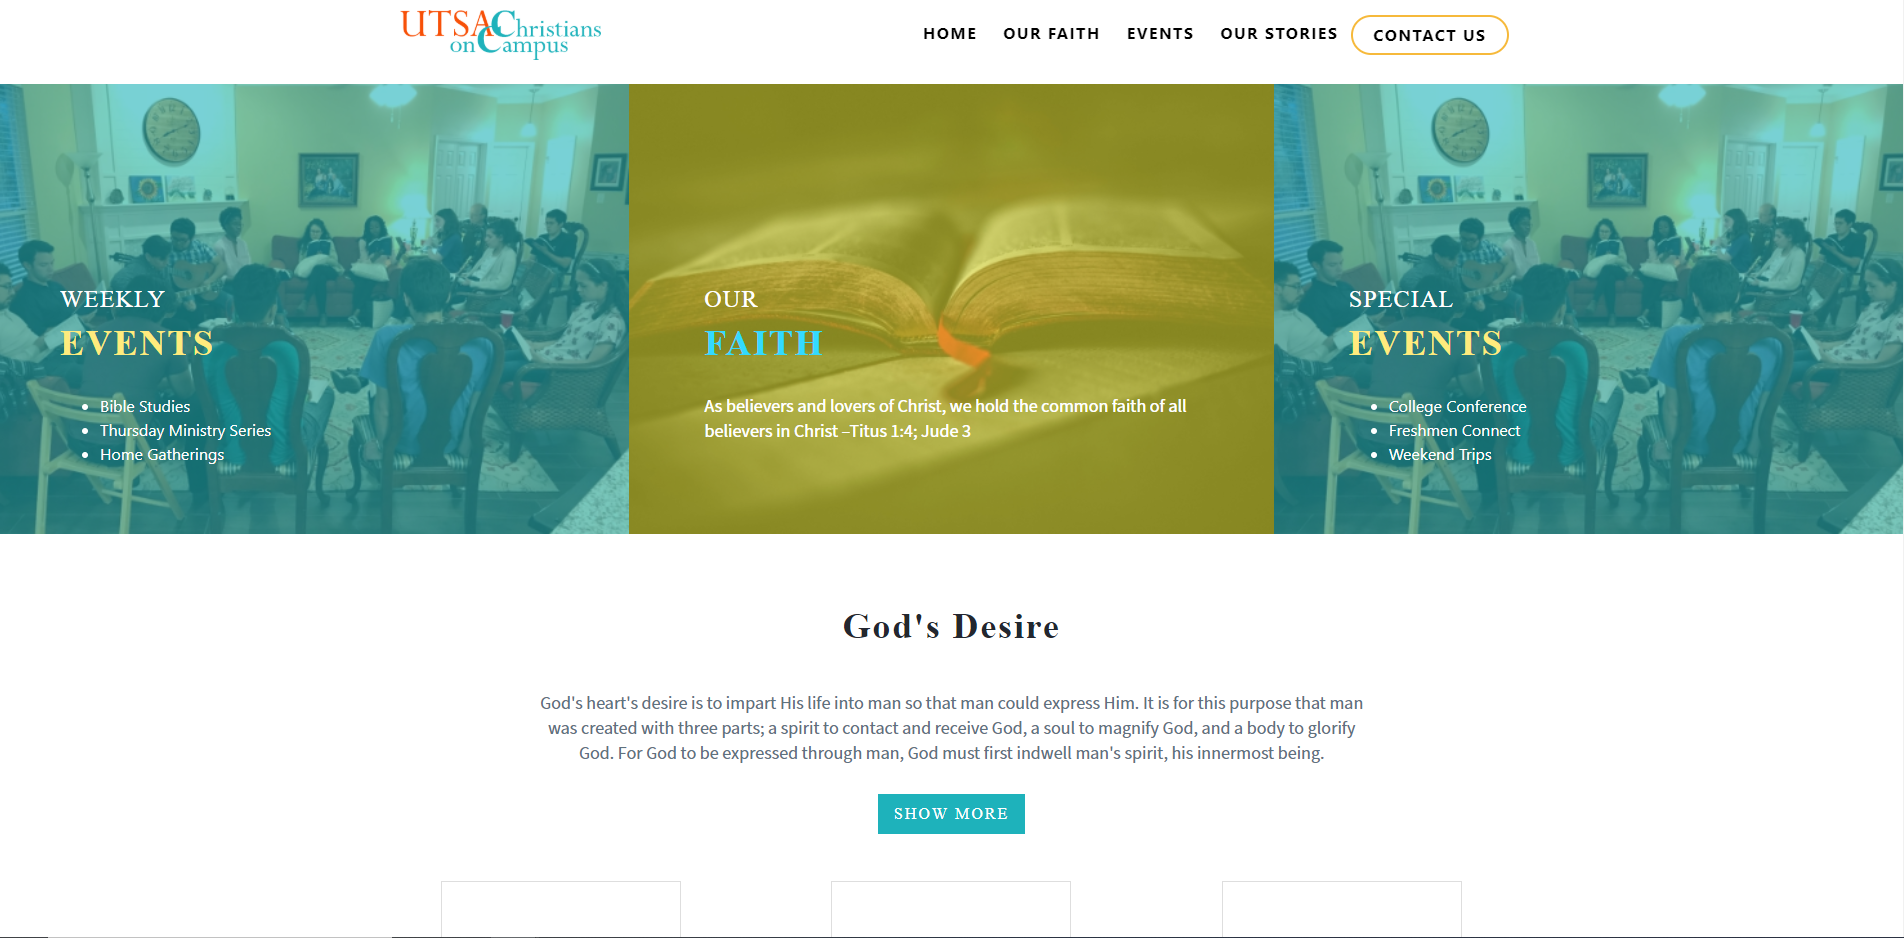 UTSA Christians
on Campus
HOME OUR FAITH EVENTS OUR STORIES CONTACT US
WEEKLY
EVENTS
• Bible Studies
• Thursday Ministry Series
• Home Gatherings
OUR
FAITH
As believers and lovers of Christ, we hold the common faith of all
believers in Christ –Titus 1:4; Jude 3
SPECIAL
EVENTS
• College Conference
• Freshmen Connect
• Weekend Trips
God's Desire
God's heart's desire is to impart His life into man so that man could express Him. It is for this purpose that man
was created with three parts; a spirit to contact and receive God, a soul to magnify God, and a body to glorify
God. For God to be expressed through man, God must first indwell man's spirit, his innermost being.
SHOW MORE